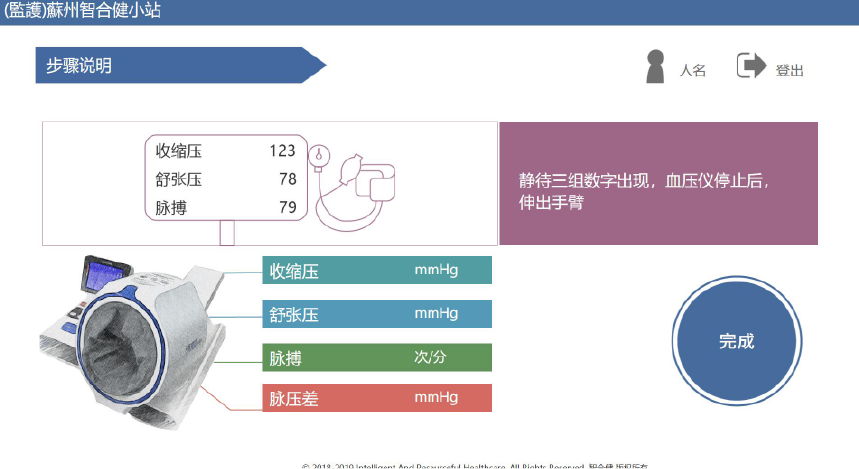 (監護)蘇州智合健小站
步骤说明
人名
登出
收缩压 123
舒张压 78
脉搏 79
静待三组数字出现，血压仪停止后，
伸出手臂
收缩压 mmHg
舒张压 mmHg
脉搏 次/分
脉压差 mmHg
完成
© 2018-2019 Intelligent And Resourceful Healthcare. All Rights Reserved. 智合健 版权所有